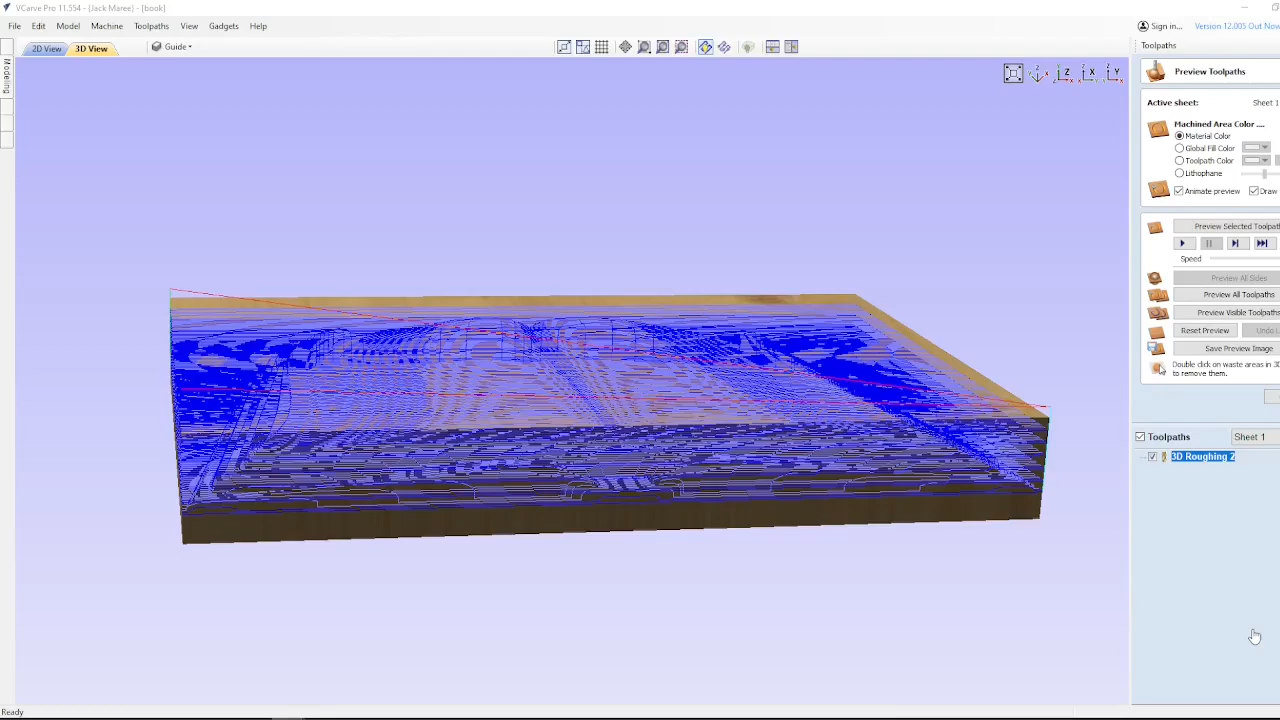 VCarve Pro 11.554 - {Jack Maree} - [book]
File Edit Model Machine Toolpaths View Gadgets Help
Sign in... Version 12.005 Out Now
2D View 3D View Guide
Toolpaths
Modeling
Z X Y
Preview Toolpaths
Active sheet: Sheet 1
Machined Area Color ....
Material Color
Global Fill Color
Toolpath Color
Lithophane
Animate preview Draw
Preview Selected Toolpath
Speed
Preview All Sides
Preview All Toolpaths
Preview Visible Toolpaths
Reset Preview Undo L
Save Preview Image
Double click on waste areas in 3D
to remove them.
Toolpaths Sheet 1
3D Roughing 2
Ready